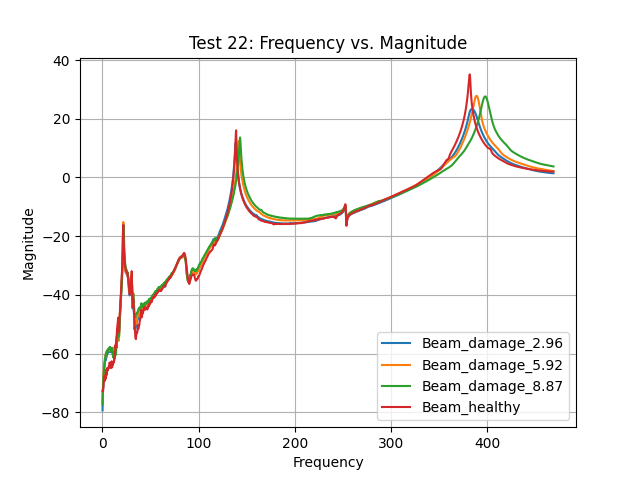 Test 22: Frequency vs. Magnitude
40
20
0
−20
−40
−60
−80
Magnitude
0
100
200
300
400
Frequency
Beam_damage_2.96
Beam_damage_5.92
Beam_damage_8.87
Beam_healthy